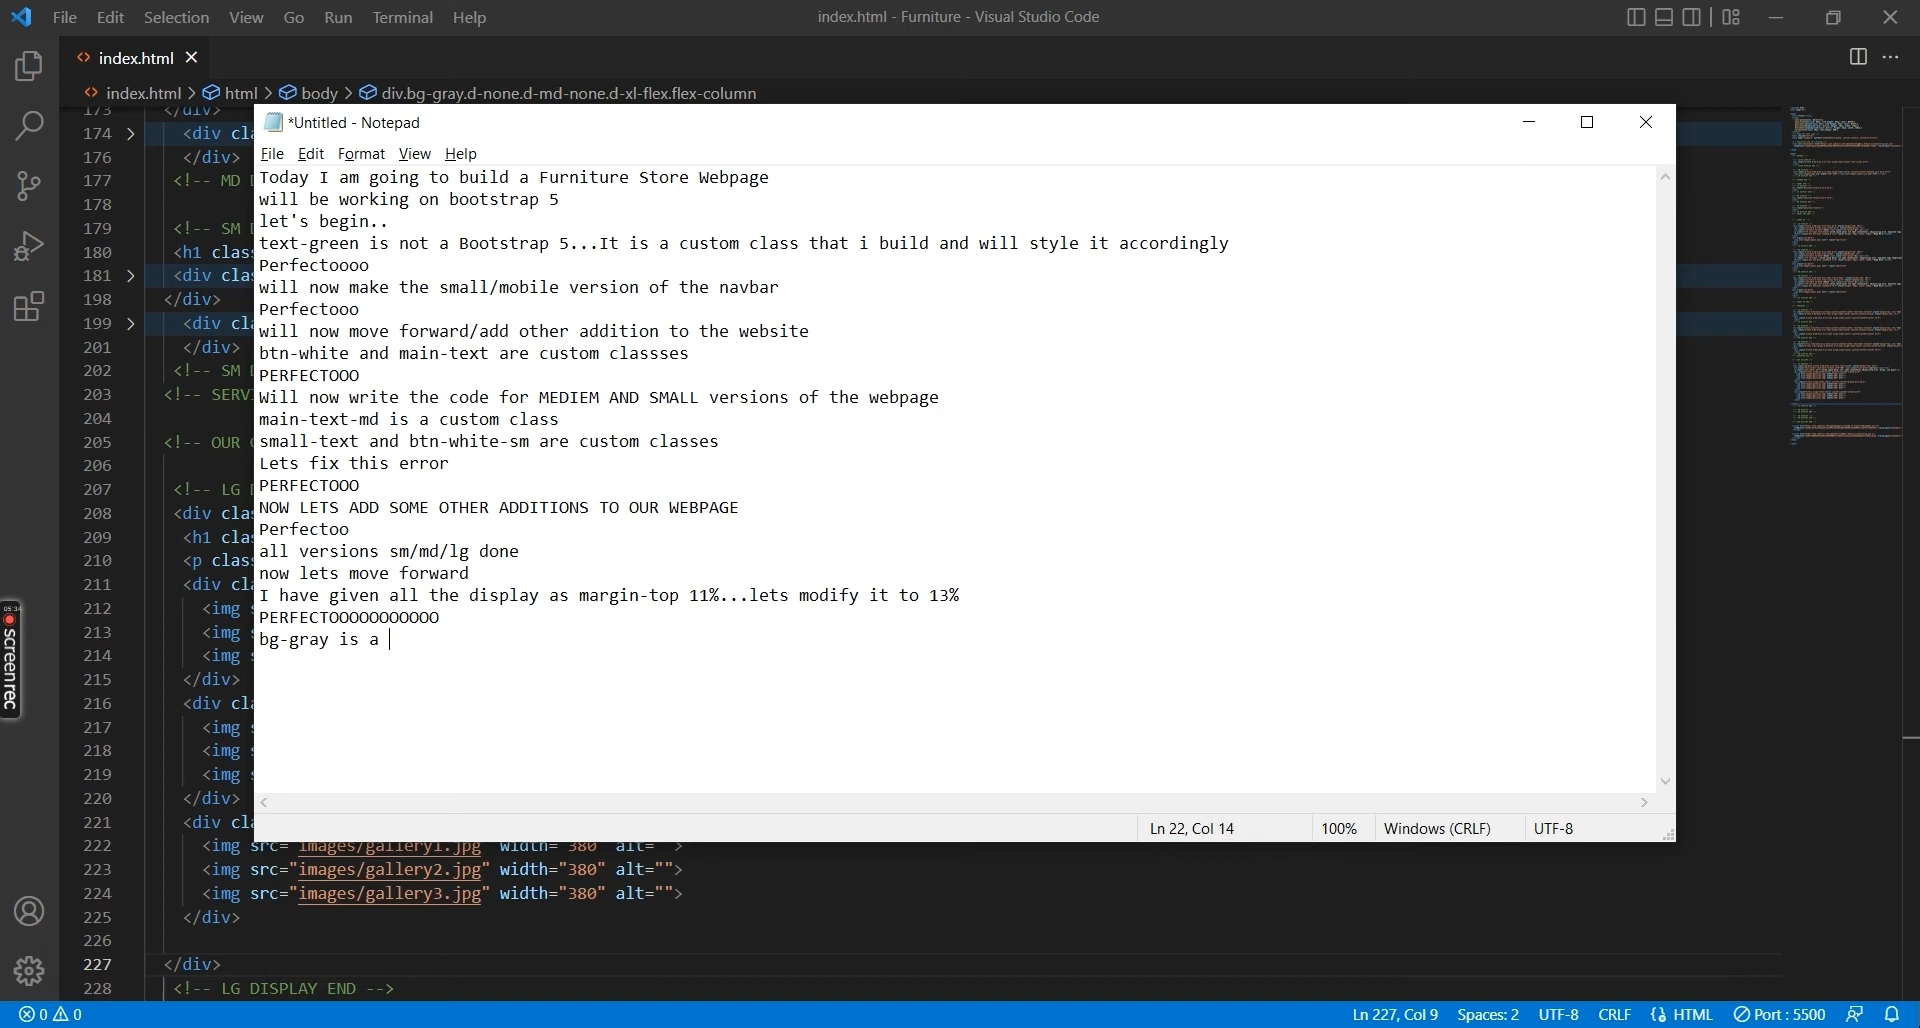 File Edit Selection View Go Run Terminal Help
index.html - Furniture - Visual Studio Code
index.html
index.html > html > body > div.bg-gray.d-none.d-md-none.d-xl-flex.flex-column
173 </div>
174 <div cla
176 </div>
177 <!-- MD
178
179 <!-- SM
180 <h1 clas
181 <div cla
198 </div>
199 <div cl
201 </div>
202 <!-- SM
203 <!-- SERV
204
205 <!-- OUR
206
207 <!-- LG
208 <div cla
209 <h1 cla
210 <p clas
211 <div cl
212 <img
213 <img
214 <img
215 </div>
216 <div cl
217 <img
218 <img
219 <img
220 </div>
221 <div cl
222 <img src="images/gallery1.jpg" width="380" alt="">
223 <img src="images/gallery2.jpg" width="380" alt="">
224 <img src="images/gallery3.jpg" width="380" alt="">
225 </div>
226
227 </div>
228 <!-- LG DISPLAY END -->
*Untitled - Notepad
File Edit Format View Help
Today I am going to build a Furniture Store Webpage
will be working on bootstrap 5
let's begin..
text-green is not a Bootstrap 5...It is a custom class that i build and will style it accordingly
Perfectoooo
will now make the small/mobile version of the navbar
Perfectooo
will now move forward/add other addition to the website
btn-white and main-text are custom classses
PERFECTOOO
Will now write the code for MEDIEM AND SMALL versions of the webpage
main-text-md is a custom class
small-text and btn-white-sm are custom classes
Lets fix this error
PERFECTOOO
NOW LETS ADD SOME OTHER ADDITIONS TO OUR WEBPAGE
Perfectoo
all versions sm/md/lg done
now lets move forward
I have given all the display as margin-top 11%...lets modify it to 13%
PERFECTOOOOOOOOOOO
bg-gray is a
Ln 22, Col 14 100% Windows (CRLF) UTF-8
05:34
screenrec
0 0
Ln 227, Col 9 Spaces: 2 UTF-8 CRLF HTML Port : 5500